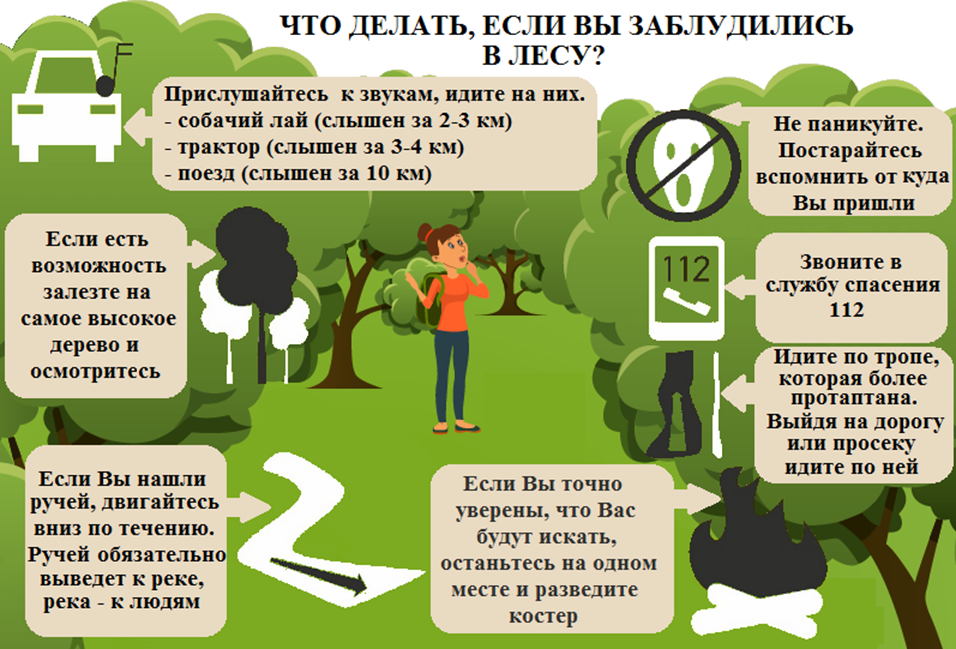 ЧТО ДЕЛАТЬ, ЕСЛИ ВЫ ЗАБЛУДИЛИСЬ
В ЛЕСУ?
Прислушайтесь к звукам, идите на них.
- собачий лай (слышен за 2-3 км)
- трактор (слышен за 3-4 км)
- поезд (слышен за 10 км)
Не паникуйте.
Постарайтесь
вспомнить от куда
Вы пришли
Если есть
возможность
залезте на
самое высокое
дерево и
осмотритесь
112
Звоните в
службу спасения
112
Идите по тропе,
которая более
протаптана.
Выйдя на дорогу
или просеку
идите по ней
Если Вы нашли
ручей, двигайтесь
вниз по течению.
Ручей обязательно
выведет к реке,
река - к людям
Если Вы точно
уверены, что Вас
будут искать,
останьтесь на одном
месте и разведите
костер